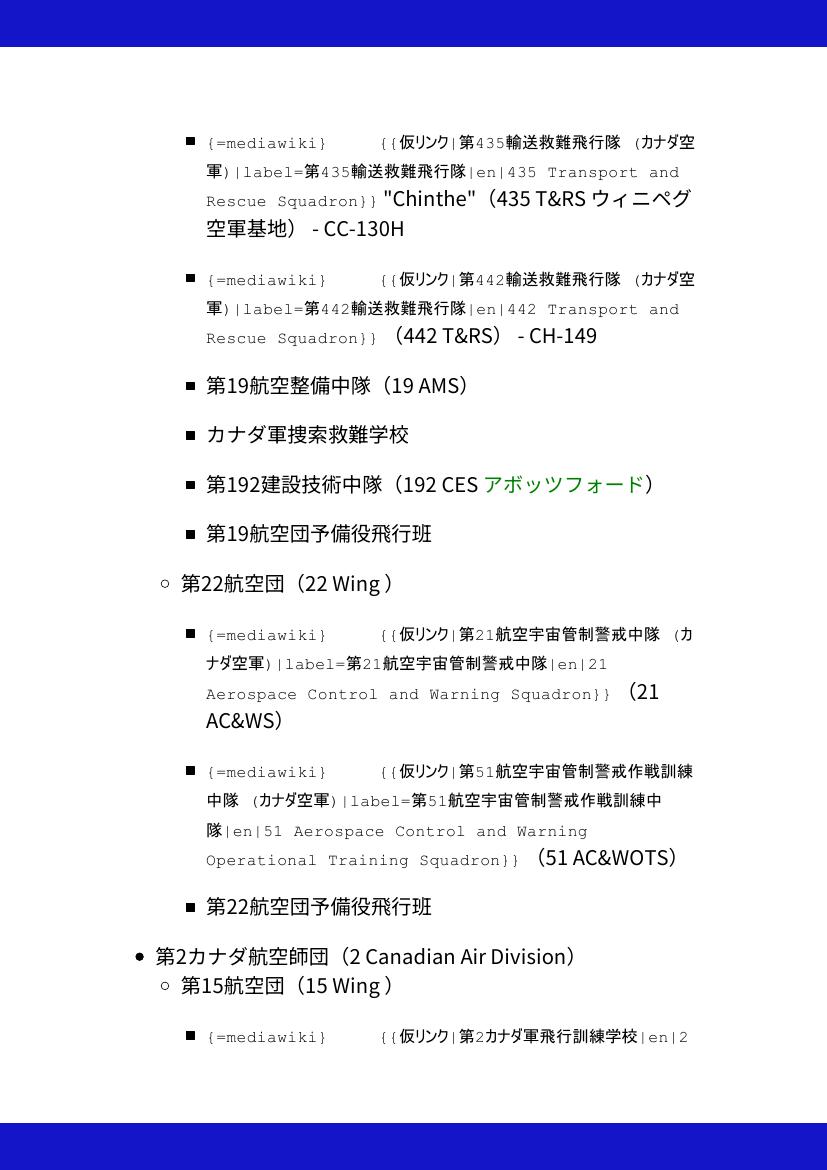 {=mediawiki} {{仮リンク|第435輸送救難飛行隊 (カナダ空
軍)|label=第435輸送救難飛行隊|en|435 Transport and
Rescue Squadron}} "Chinthe"（435 T&RS ウィニペグ
空軍基地） - CC-130H
{=mediawiki} {{仮リンク|第442輸送救難飛行隊 (カナダ空
軍)|label=第442輸送救難飛行隊|en|442 Transport and
Rescue Squadron}} （442 T&RS） - CH-149
第19航空整備中隊（19 AMS）
カナダ軍捜索救難学校
第192建設技術中隊（192 CES アボッツフォード）
第19航空団予備役飛行班
第22航空団（22 Wing ）
{=mediawiki} {{仮リンク|第21航空宇宙管制警戒中隊 (カ
ナダ空軍)|label=第21航空宇宙管制警戒中隊|en|21
Aerospace Control and Warning Squadron}} （21
AC&WS）
{=mediawiki} {{仮リンク|第51航空宇宙管制警戒作戦訓練
中隊 (カナダ空軍)|label=第51航空宇宙管制警戒作戦訓練中
隊|en|51 Aerospace Control and Warning
Operational Training Squadron}} （51 AC&WOTS）
第22航空団予備役飛行班
第2カナダ航空師団（2 Canadian Air Division）
第15航空団（15 Wing ）
{=mediawiki} {{仮リンク|第2カナダ軍飛行訓練学校|en|2